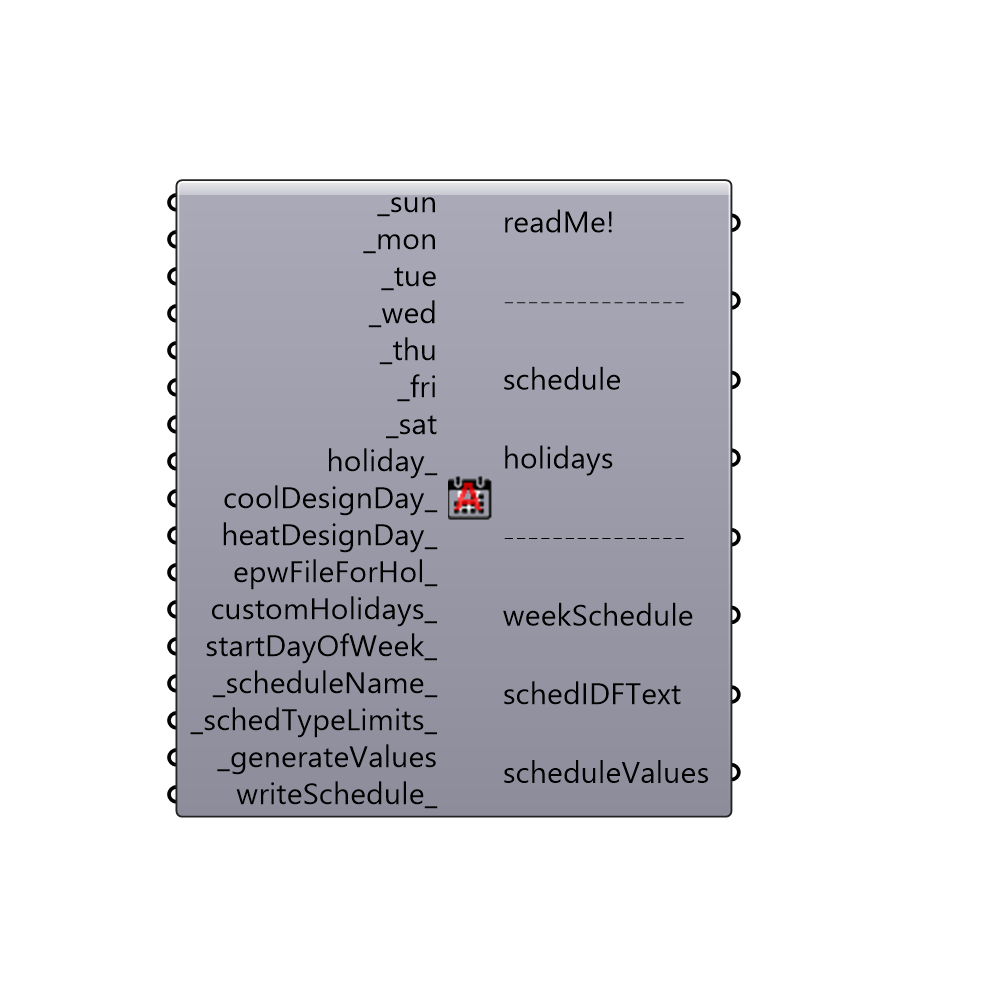 _sun
_mon
_tue
_wed
_thu
_fri
_sat
holiday_
coolDesignDay_
heatDesignDay_
epwFileForHol_
customHolidays_
startDayOfWeek_
_scheduleName_
_schedTypeLimits_
_generateValues
writeSchedule_
A
readMe!
---------------
schedule
holidays
---------------
weekSchedule
schedIDFText
scheduleValues